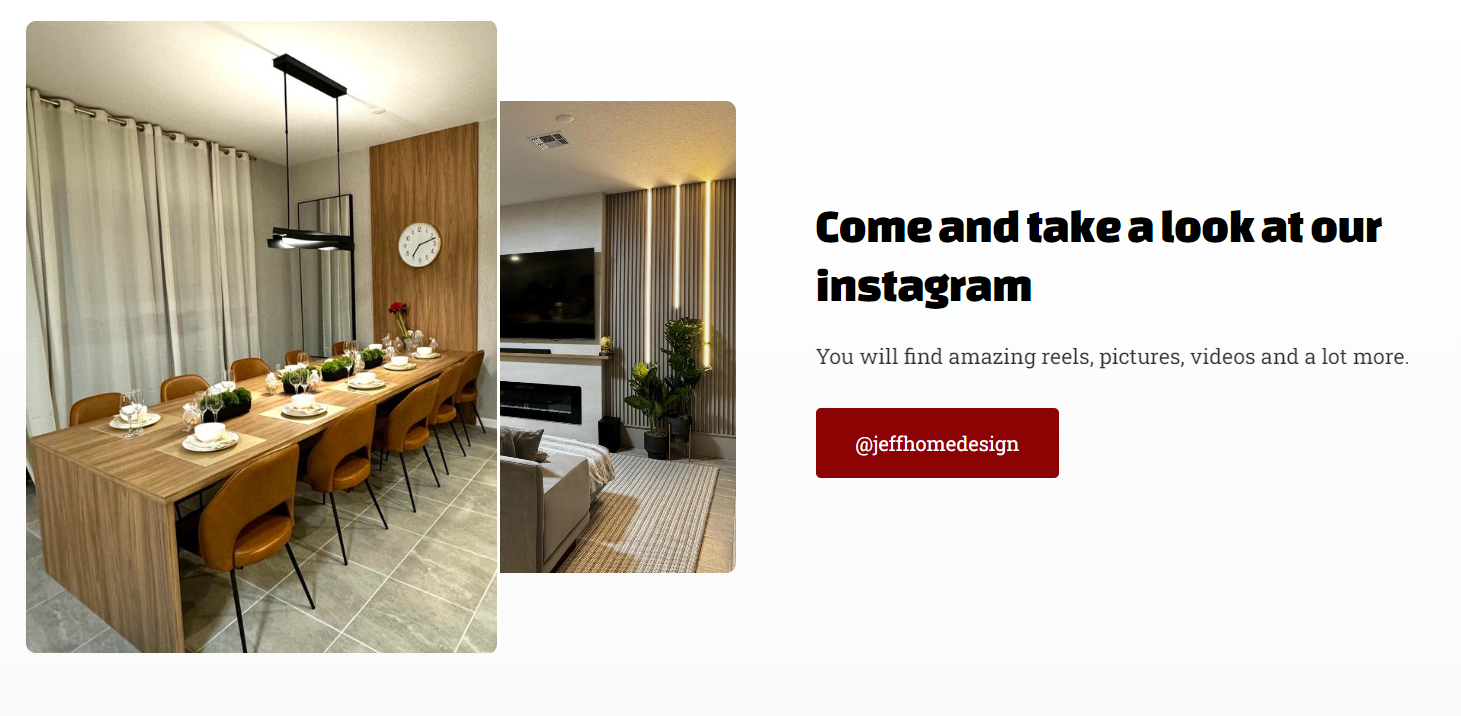 Come and take a look at our
instagram
You will find amazing reels, pictures, videos and a lot more.
@jeffhomedesign